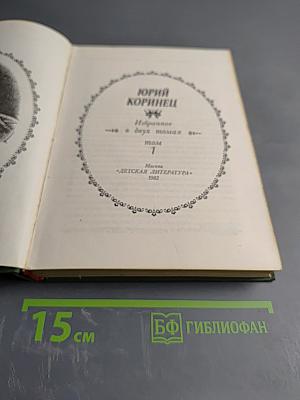 ЮРИЙ
КОРИНЕЦ
Избранное
в двух томах
том
1
Москва
«ДЕТСКАЯ ЛИТЕРАТУРА»
1982
15 см
БФ ГИБЛИОФАН